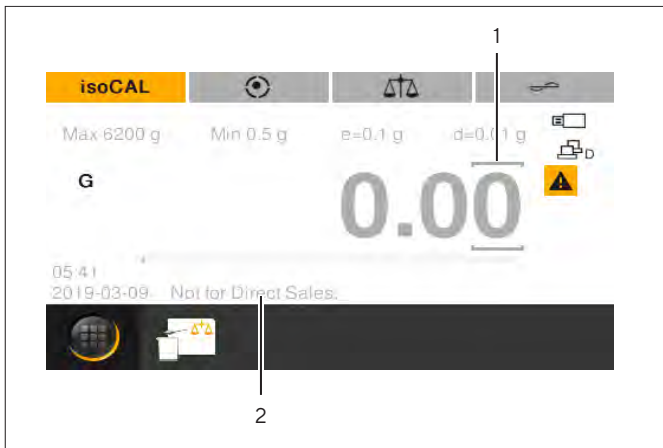 1
isoCAL
Max 6200 g Min 0.5 g e=0.1 g d=0.01 g
D
G 0.00
05:41
2019-03-09 Not for Direct Sales.
2